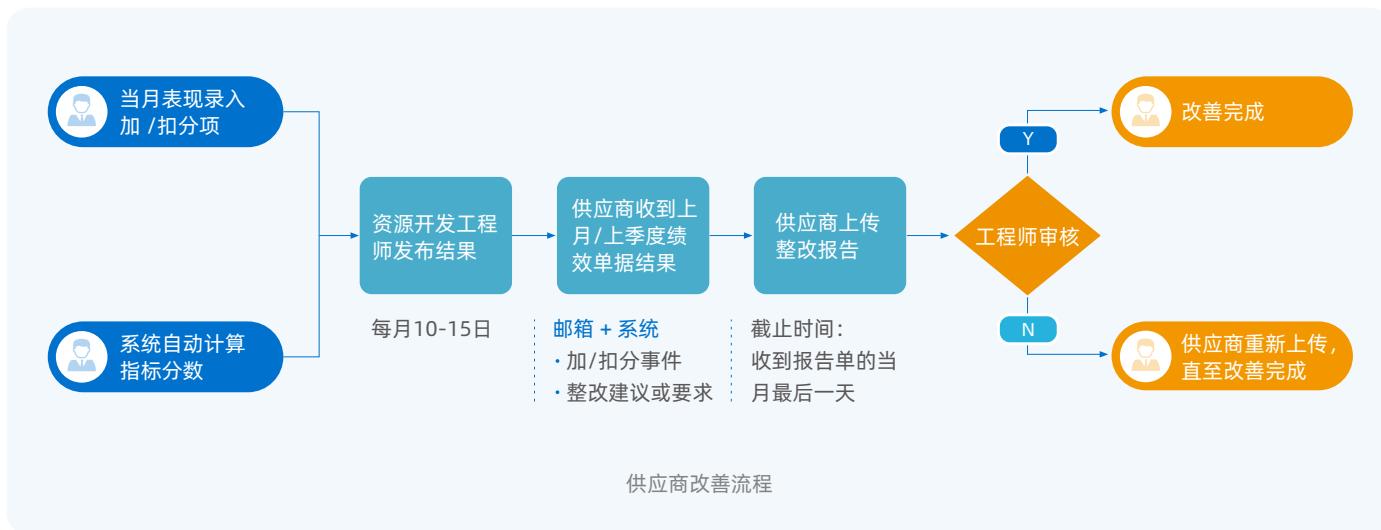 当月表现录入
加 /扣分项
系统自动计算
指标分数
资源开发工程
师发布结果
每月10-15日
供应商收到上
月/上季度绩
效单据结果
邮箱 + 系统
· 加/扣分事件
· 整改建议或要求
供应商上传
整改报告
截止时间：
收到报告单的当
月最后一天
工程师审核
Y
改善完成
N
供应商重新上传，
直至改善完成
供应商改善流程